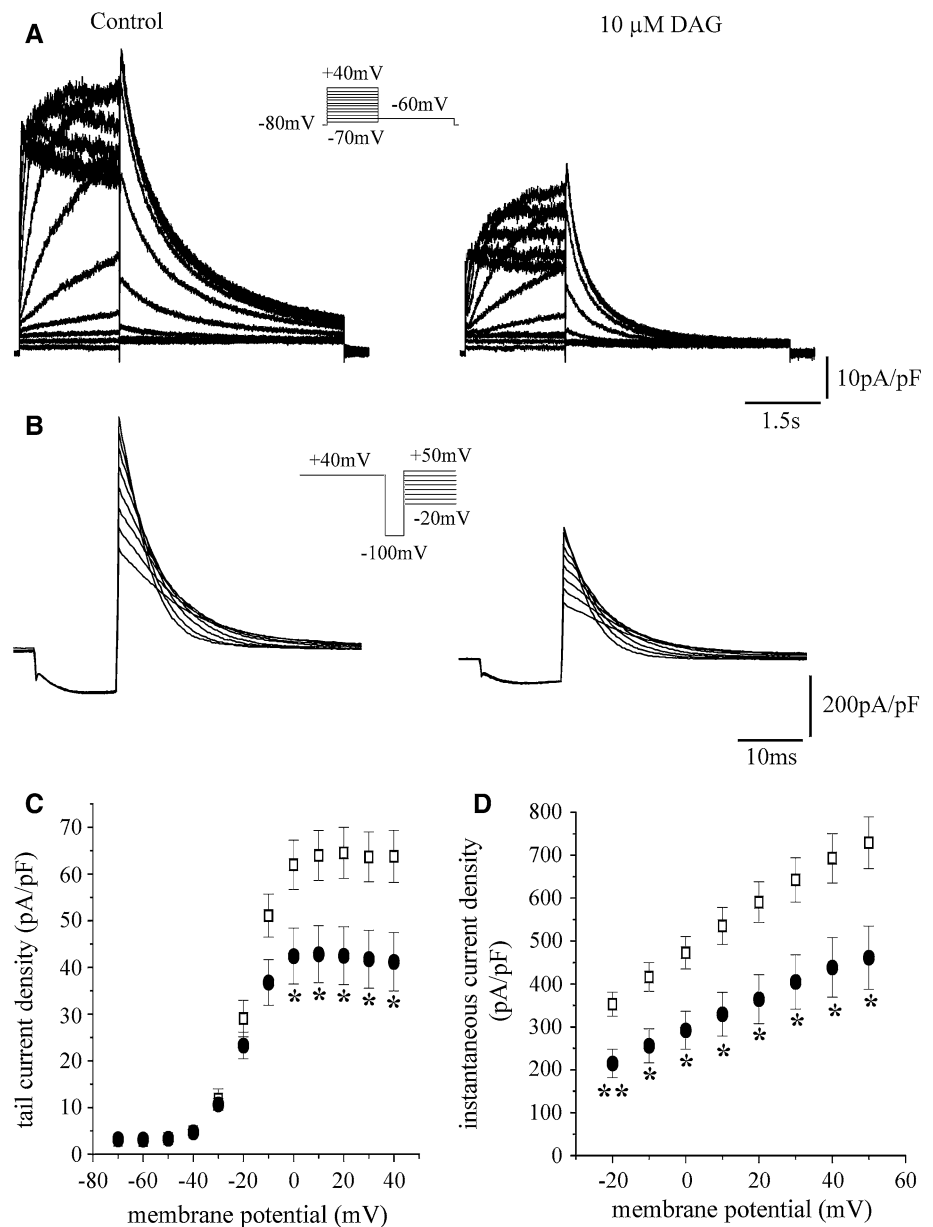 A
Control
10 μM DAG
+40mV
-60mV
-80mV
-70mV
10pA/pF
1.5s
B
+40mV
+50mV
-20mV
-100mV
200pA/pF
10ms
C
tail current density (pA/pF)
70
60
50
40
30
20
10
0
* * * * *
-80 -60 -40 -20 0 20 40
membrane potential (mV)
D
instantaneous current density
(pA/pF)
800
700
600
500
400
300
200
100
0
** * * * * * * *
-20 0 20 40 60
membrane potential (mV)